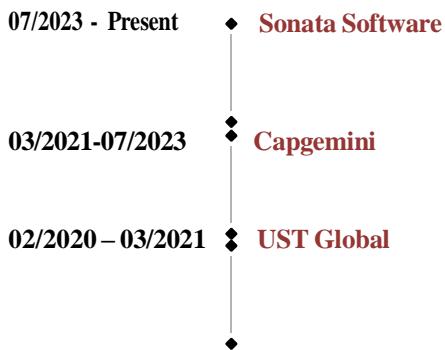 07/2023 - Present Sonata Software
03/2021-07/2023 Capgemini
02/2020 – 03/2021 UST Global